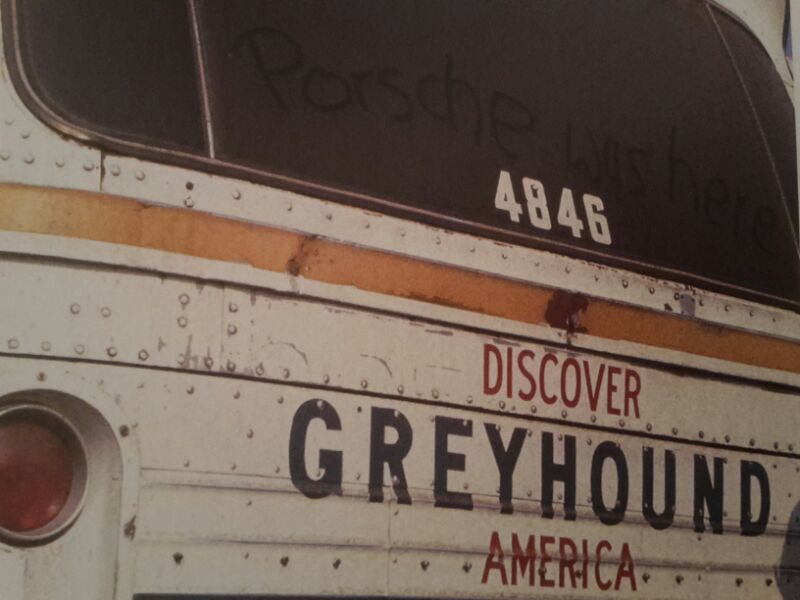 Porsche was here
4846
DISCOVER
GREYHOUND
AMERICA